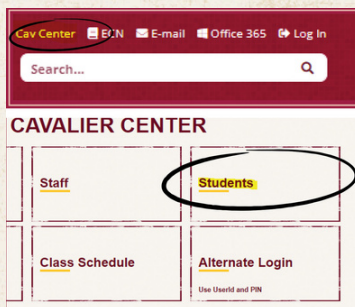 Cav Center ECN E-mail Office 365 Log In
Search...
CAVALIER CENTER
Staff Students
Class Schedule Alternate Login
Use UserId and PIN